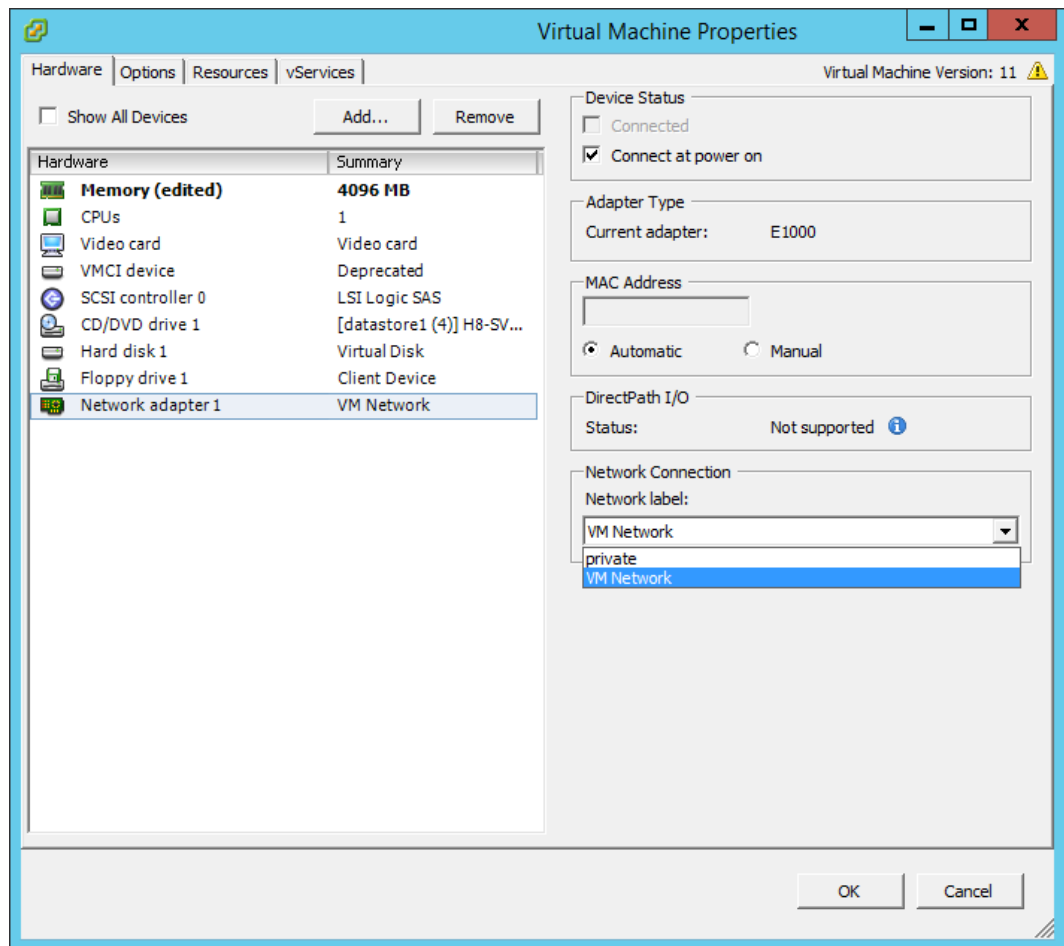 Virtual Machine Properties
Hardware Options Resources vServices
Virtual Machine Version: 11
Show All Devices
Add...
Remove
Hardware Summary
Memory (edited) 4096 MB
CPUs 1
Video card Video card
VMCI device Deprecated
SCSI controller 0 LSI Logic SAS
CD/DVD drive 1 [datastore1 (4)] H8-SV...
Hard disk 1 Virtual Disk
Floppy drive 1 Client Device
Network adapter 1 VM Network
Device Status
Connected
Connect at power on
Adapter Type
Current adapter: E1000
MAC Address
Automatic Manual
DirectPath I/O
Status: Not supported
Network Connection
Network label:
VM Network
private
VM Network
OK Cancel